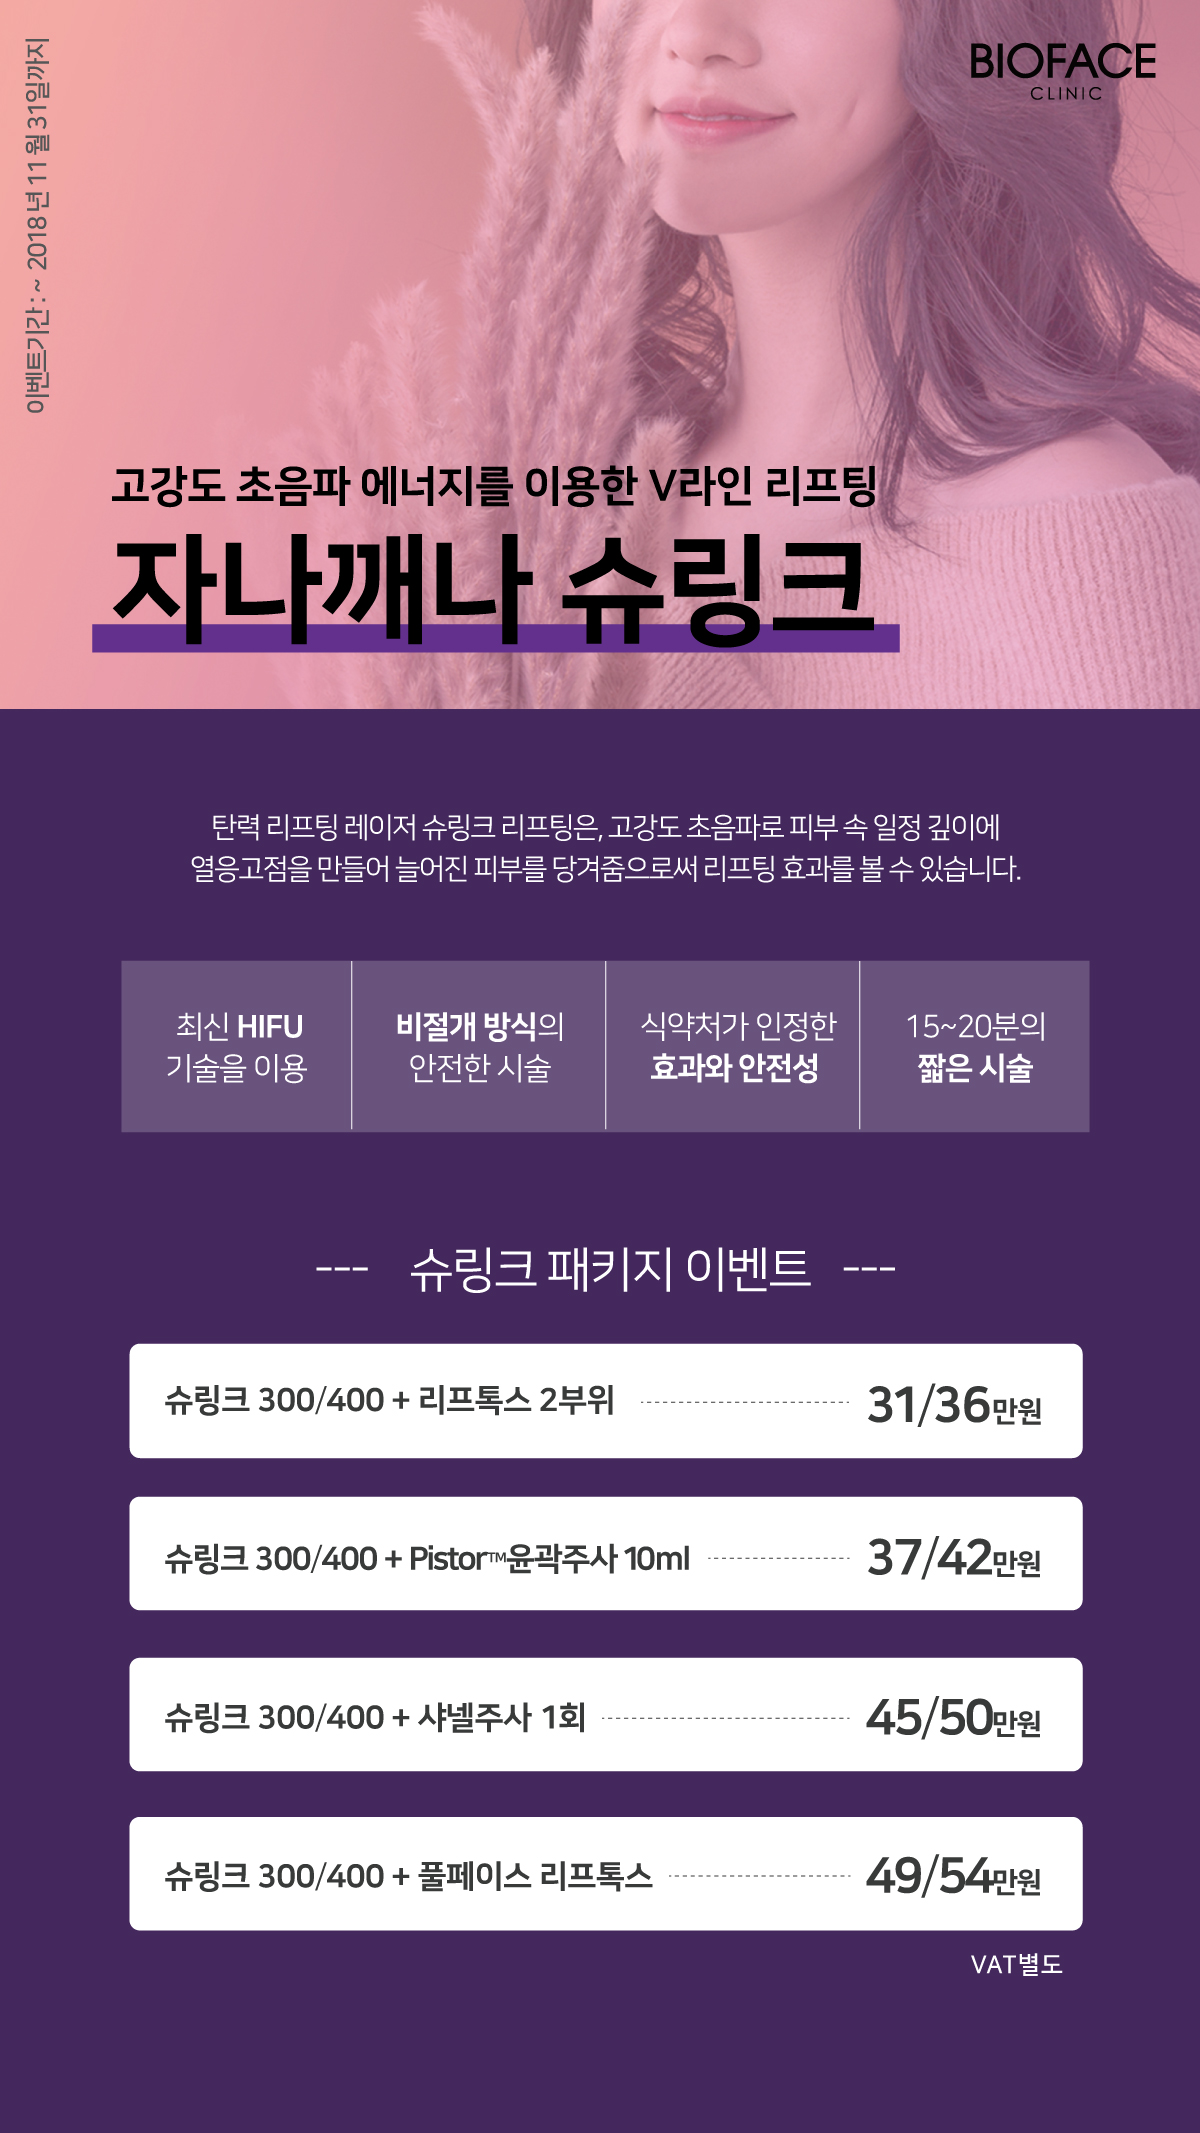 BIOFACE
CLINIC
이벤트기간 : ~ 2018년 11월 31일까지
고강도 초음파 에너지를 이용한 V라인 리프팅
자나깨나 슈링크
탄력 리프팅 레이저 슈링크 리프팅은, 고강도 초음파로 피부 속 일정 깊이에
열응고점을 만들어 늘어진 피부를 당겨줌으로써 리프팅 효과를 볼 수 있습니다.
최신 HIFU
기술을 이용
비절개 방식의
안전한 시술
식약처가 인정한
효과와 안전성
15~20분의
짧은 시술
--- 슈링크 패키지 이벤트 ---
슈링크 300/400 + 리프톡스 2부위 31/36만원
슈링크 300/400 + Pistor™윤곽주사 10ml 37/42만원
슈링크 300/400 + 샤넬주사 1회 45/50만원
슈링크 300/400 + 풀페이스 리프톡스 49/54만원
VAT별도